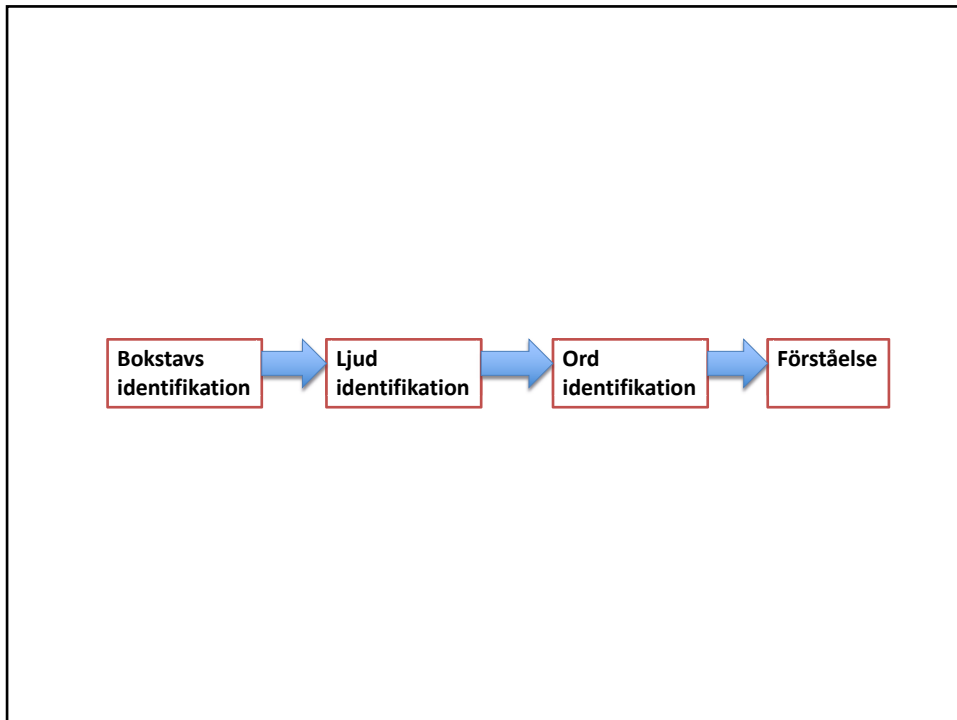 Bokstavs
identifikation
Ljud
identifikation
Ord
identifikation
Förståelse